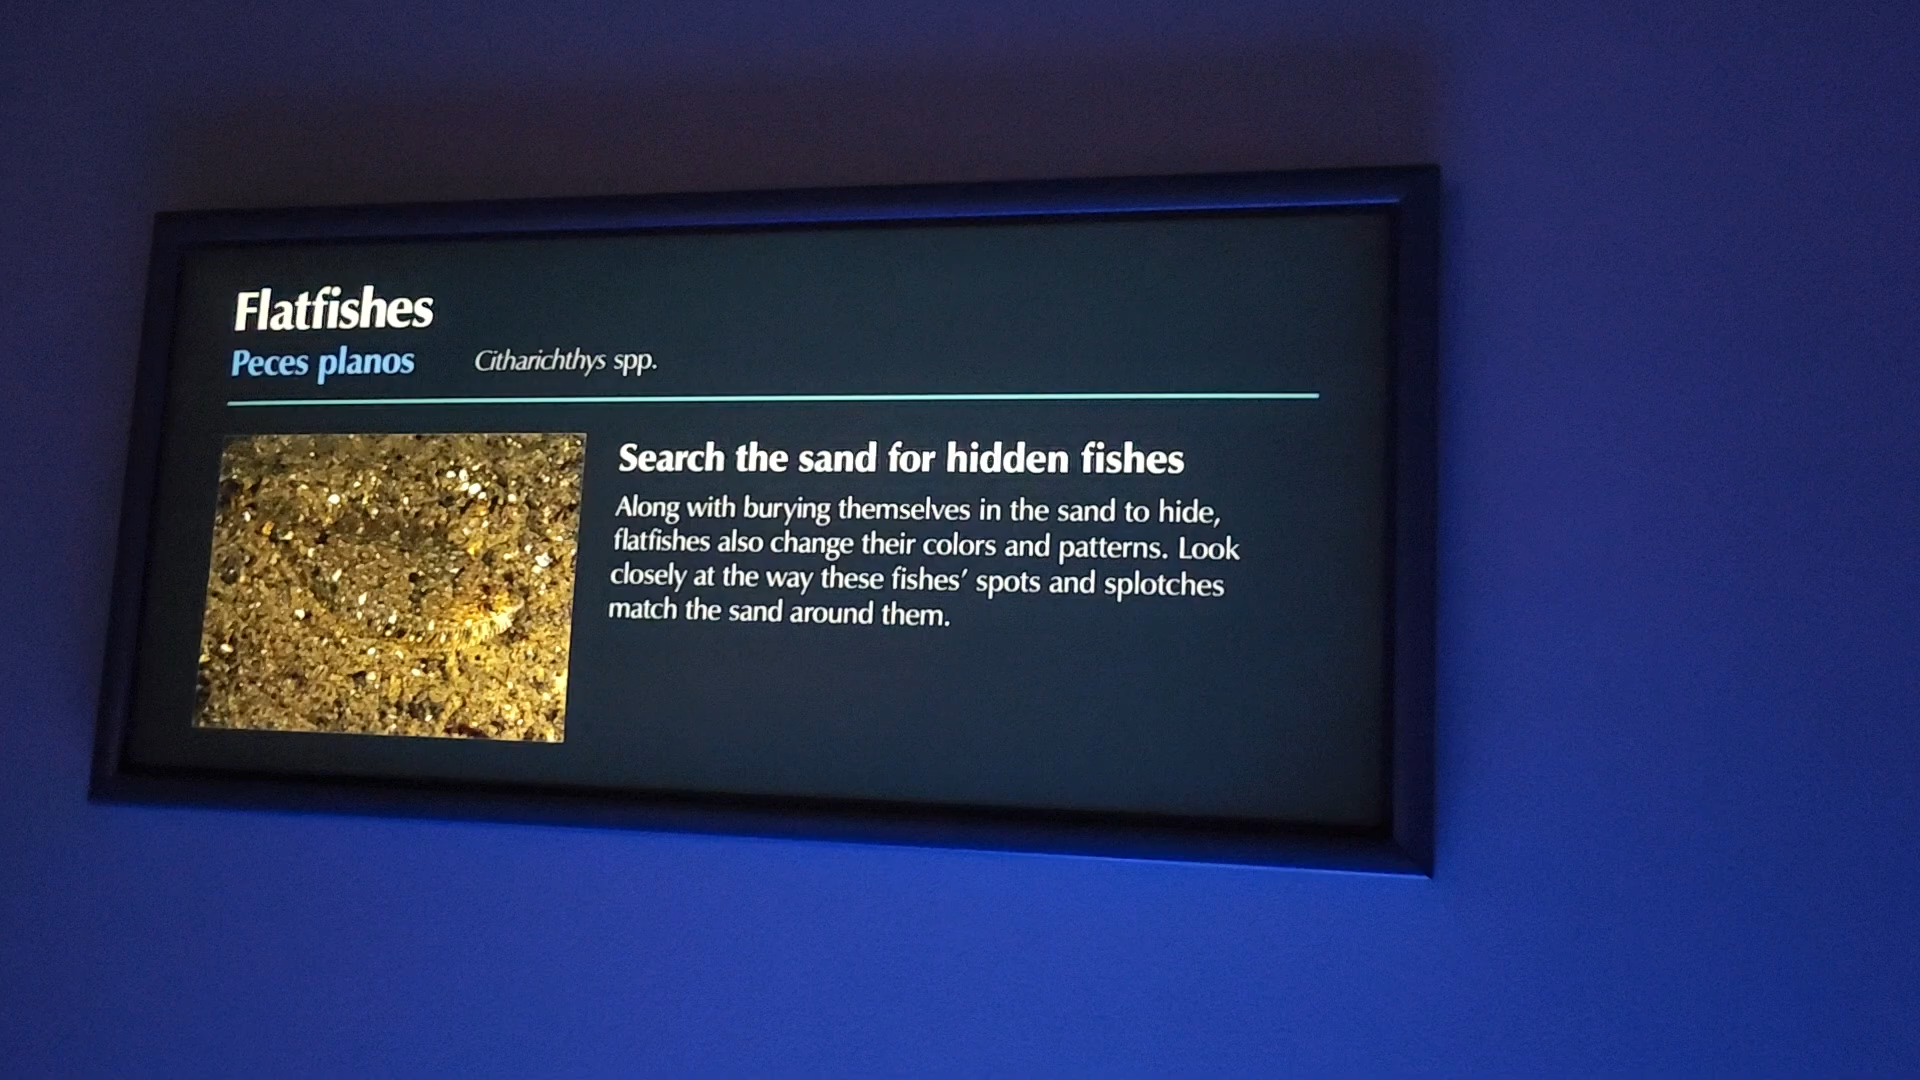 Flatfishes
Peces planos Citharichthys spp.
Search the sand for hidden fishes
Along with burying themselves in the sand to hide,
flatfishes also change their colors and patterns. Look
closely at the way these fishes’ spots and splotches
match the sand around them.